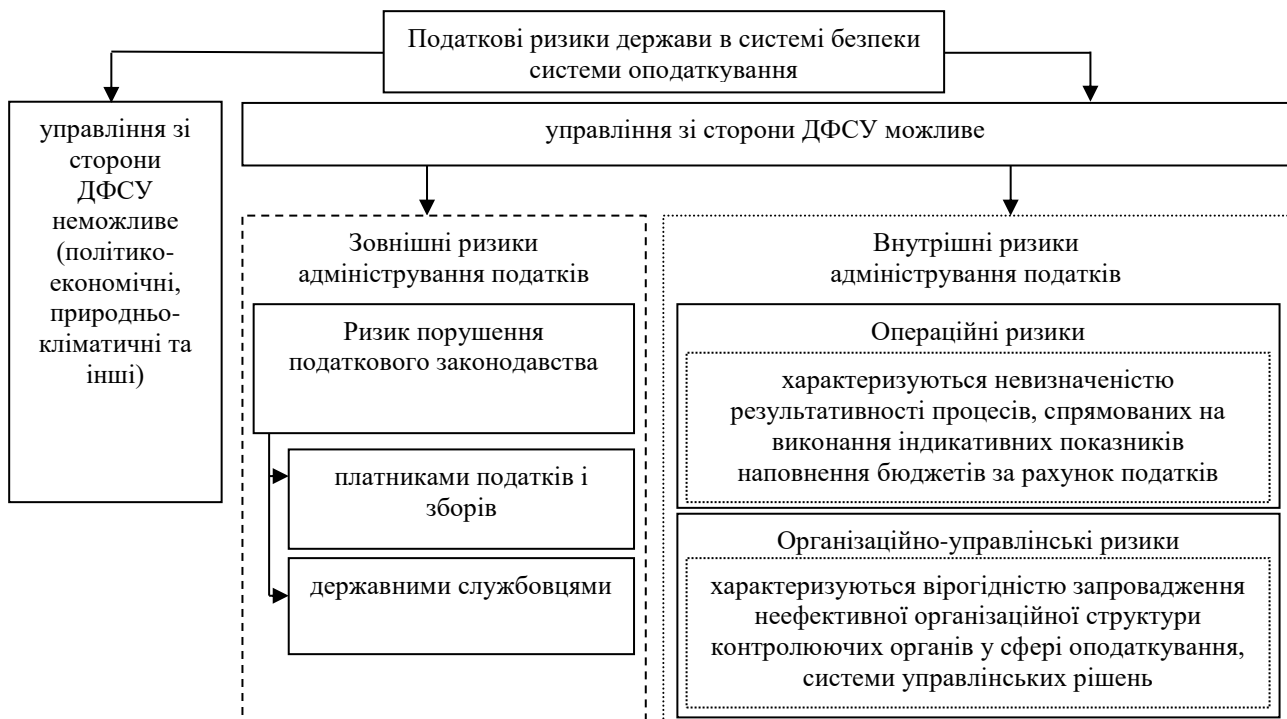 Податкові ризики держави в системі безпеки
системи оподаткування
управління зі
сторони
ДФСУ
неможливе
(політико-
економічні,
природньо-
кліматичні та
інші)
управління зі сторони ДФСУ можливе
Зовнішні ризики
адміністрування податків
Ризик порушення
податкового законодавства
платниками податків і
зборів
державними службовцями
Внутрішні ризики
адміністрування податків
Операційні ризики
характеризуються невизначеністю
результативності процесів, спрямованих на
виконання індикативних показників
наповнення бюджетів за рахунок податків
Організаційно-управлінські ризики
характеризуються вірогідністю запровадження
неефективної організаційної структури
контролюючих органів у сфері оподаткування,
системи управлінських рішень